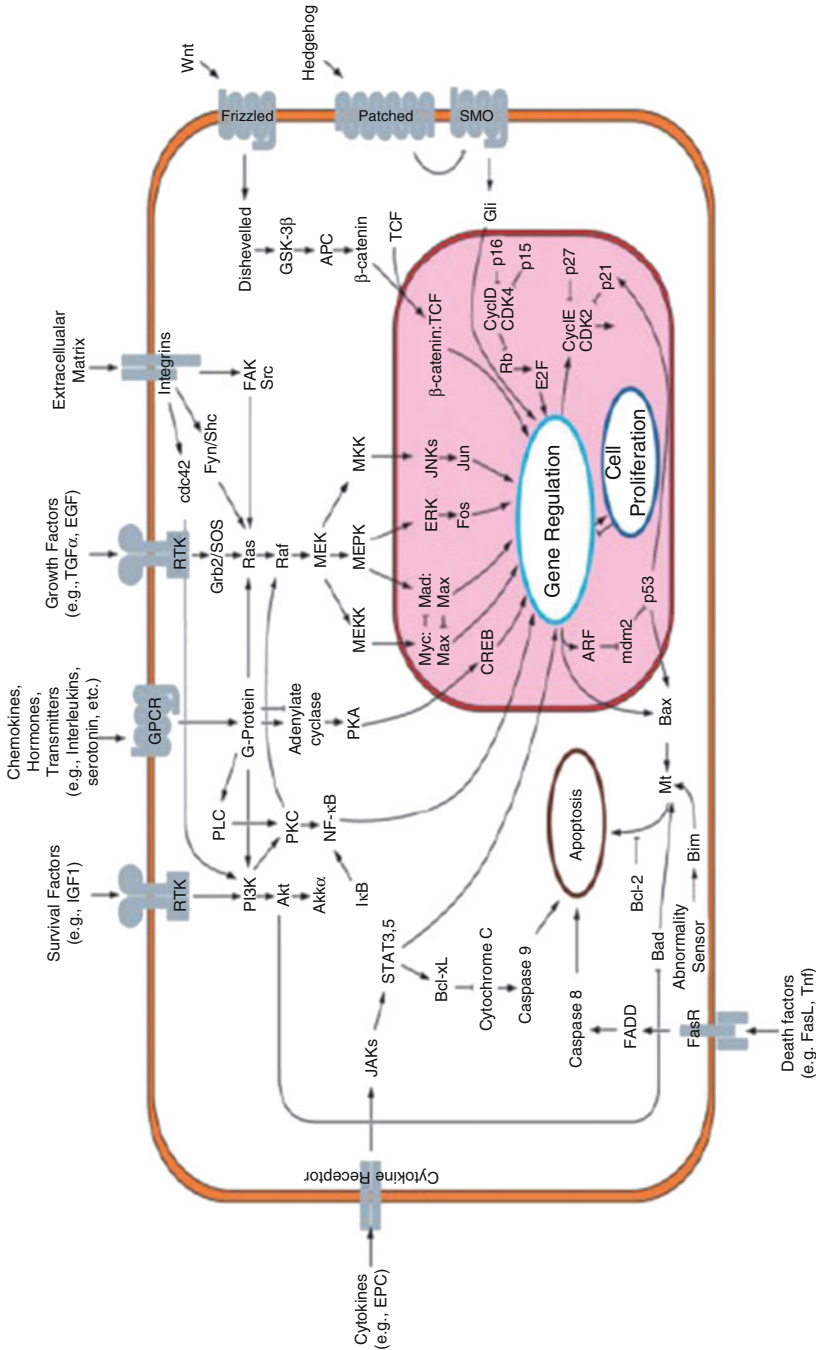 Survival Factors
(e.g., IGF1)
Chemokines,
Hormones,
Transmitters
(e.g., Interleukins,
serotonin, etc.)
Growth Factors
(e.g.,TGFα, EGF)
Extracellualar
Matrix
Wnt
Hedgehog
RTK
GPCR
RTK
Integrins
Frizzled
Patched
SMO
cdc42
Fyn/Shc
FAK
Src
Grb2/SOS
Ras
Raf
MEK
MEKK
MEPK
MKK
Dishevelled
GSK-3β
APC
β-catenin
TCF
Gli
PLC
G-Protein
PI3K
PKC
Adenylate
cyclase
PKA
Akt
Akkα
NF-κB
IκB
Cytokines
(e.g., EPC)
Cytokine Receptor
JAKs
STAT3,5
Bcl-xL
Cytochrome C
Caspase 9
Caspase 8
FADD
FasR
Death factors
(e.g. FasL, Tnf)
Apoptosis
Bcl-2
Bad
Abnormality
Sensor
Bim
Mt
Bax
Myc:
Max
Mad:
Max
ERK
Fos
JNKs
Jun
CREB
β-catenin:TCF
CyclD
CDK4
p16
p15
Rb
E2F
CyclE
CDK2
p27
p21
Gene Regulation
Cell
Proliferation
ARF
mdm2
p53